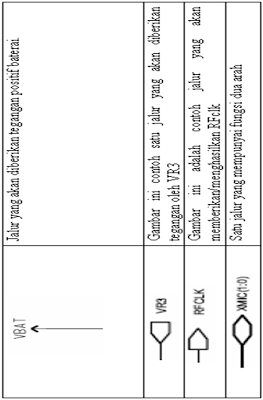 VBAT
Jalur yang akan diberikan tegangan positif baterai.
VR3
Gambar ini contoh satu jalur yang akan diberikan
tegangan oleh VR3
RFCLK
Gambar ini adalah contoh jalur yang akan
memberikan/menghasilkan RFclk
XMIC(1:0)
Satu jalur yang mempunyai fungsi dua arah